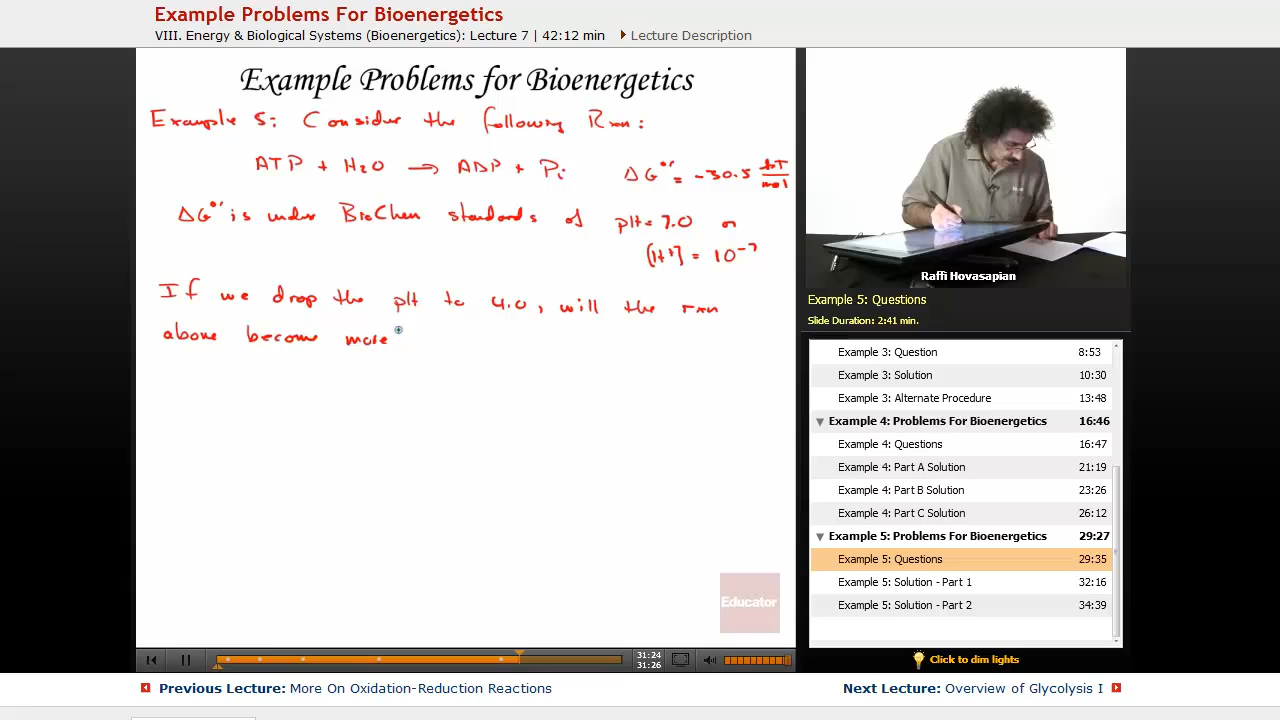 Example Problems For Bioenergetics
VIII. Energy & Biological Systems (Bioenergetics): Lecture 7 | 42:12 min
Lecture Description
Example Problems for Bioenergetics
Example 5: Consider the following Rxn:
ATP + H2O → ADP + Pi ΔG°' = -30.5 kJ/mol
ΔG°' is under BioChem standards of pH = 7.0 or
[H+] = 10^-7
If we drop the pH to 4.0, will the rxn
above become more
Educator
31:24
31:26
Raffi Hovasapian
Example 5: Questions
Slide Duration: 2:41 min.
Example 3: Question 8:53
Example 3: Solution 10:30
Example 3: Alternate Procedure 13:48
Example 4: Problems For Bioenergetics 16:46
Example 4: Questions 16:47
Example 4: Part A Solution 21:19
Example 4: Part B Solution 23:26
Example 4: Part C Solution 26:12
Example 5: Problems For Bioenergetics 29:27
Example 5: Questions 29:35
Example 5: Solution - Part 1 32:16
Example 5: Solution - Part 2 34:39
Click to dim lights
Previous Lecture: More On Oxidation-Reduction Reactions
Next Lecture: Overview of Glycolysis I